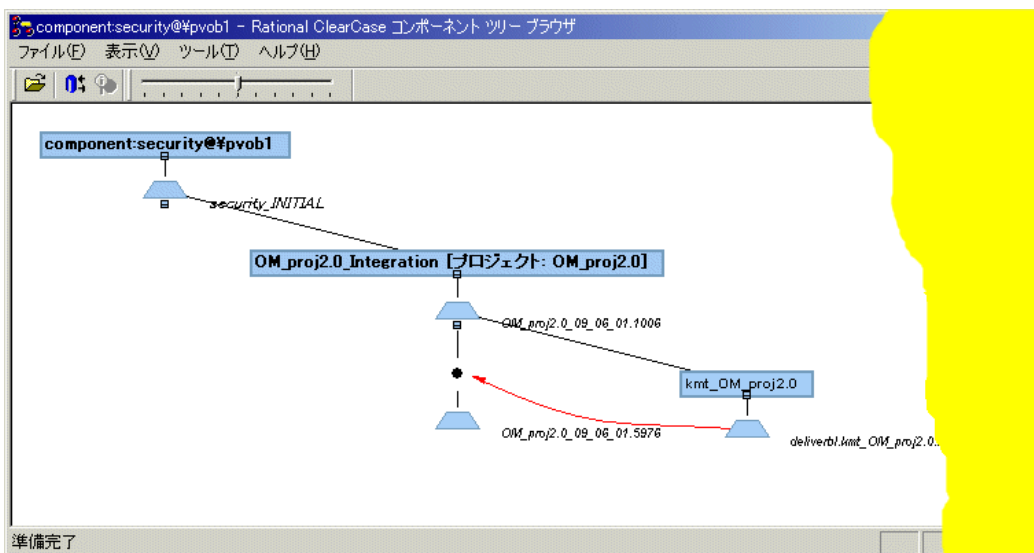 component:security@¥pvob1 - Rational ClearCase コンポーネント ツリー ブラウザ
ファイル(F) 表示(V) ツール(T) ヘルプ(H)
component:security@¥pvob1
security_INITIAL
OM_proj2.0_Integration [プロジェクト: OM_proj2.0]
OM_proj2.0_09_06_01.1006
kmt_OM_proj2.0
OM_proj2.0_09_06_01.5976
deliverbl.kmt_OM_proj2.0..
準備完了